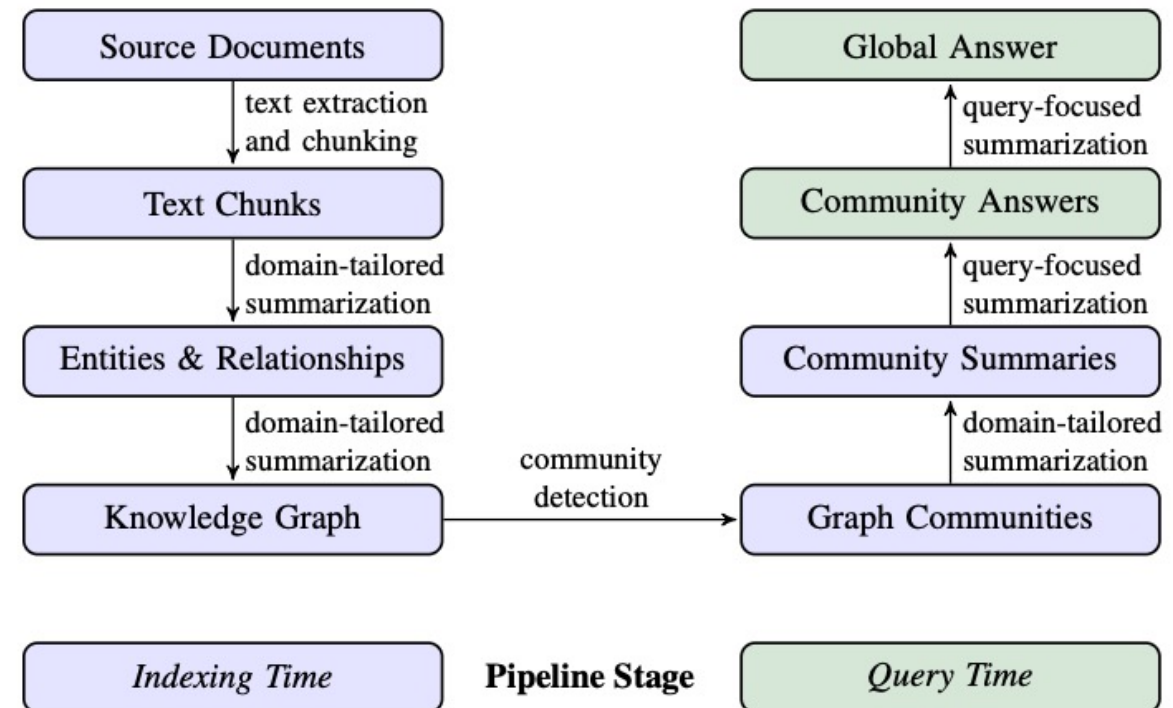 Source Documents
text extraction
and chunking
Text Chunks
domain-tailored
summarization
Entities & Relationships
domain-tailored
summarization
Knowledge Graph
community
detection
Global Answer
query-focused
summarization
Community Answers
query-focused
summarization
Community Summaries
domain-tailored
summarization
Graph Communities
Indexing Time
Pipeline Stage
Query Time